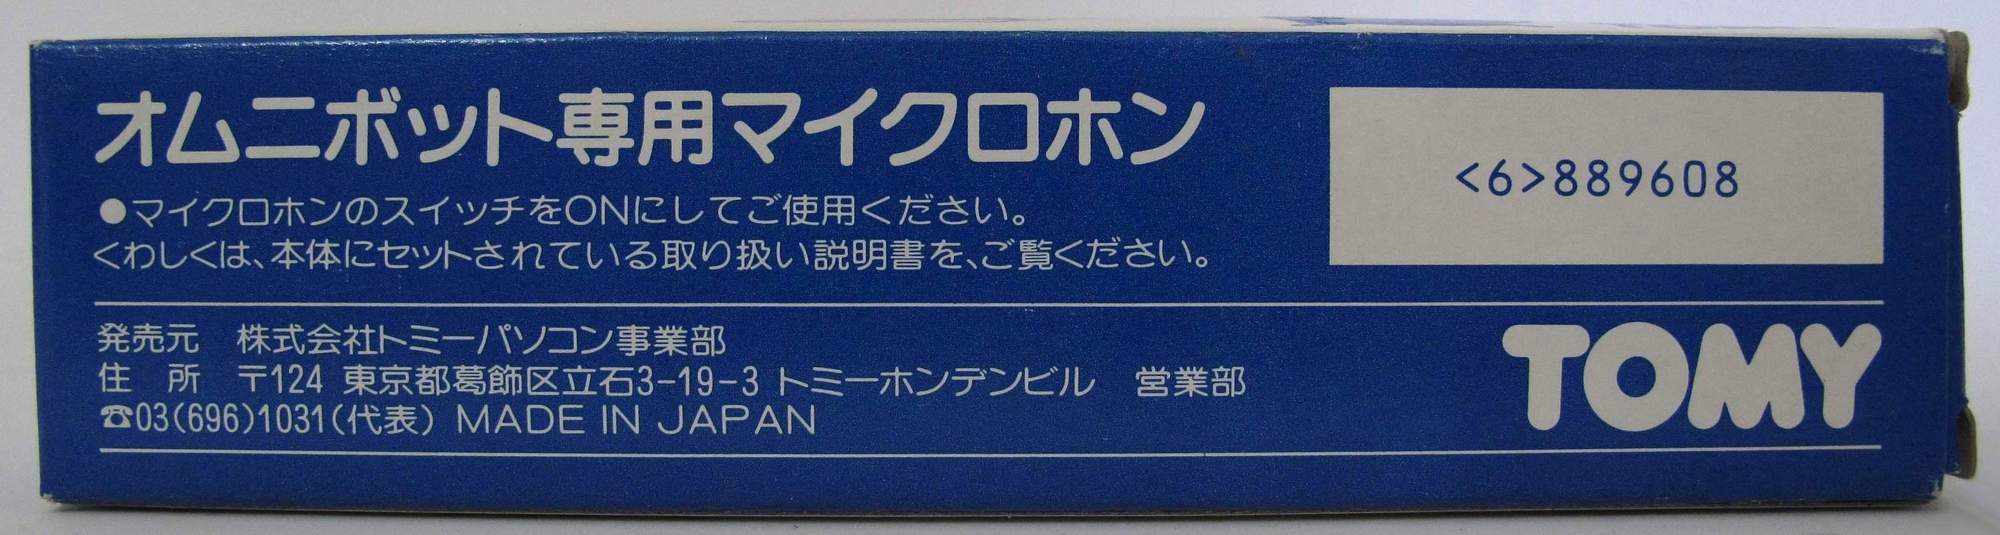 オムニボット専用マイクロホン
<6>889608
●マイクロホンのスイッチをONにしてご使用ください。
くわしくは、本体にセットされている取り扱い説明書を、ご覧ください。
発売元 株式会社トミーパソコン事業部
住 所 〒124 東京都葛飾区立石3-19-3 トミーホンデンビル 営業部
☎03(696)1031(代表) MADE IN JAPAN
TOMY